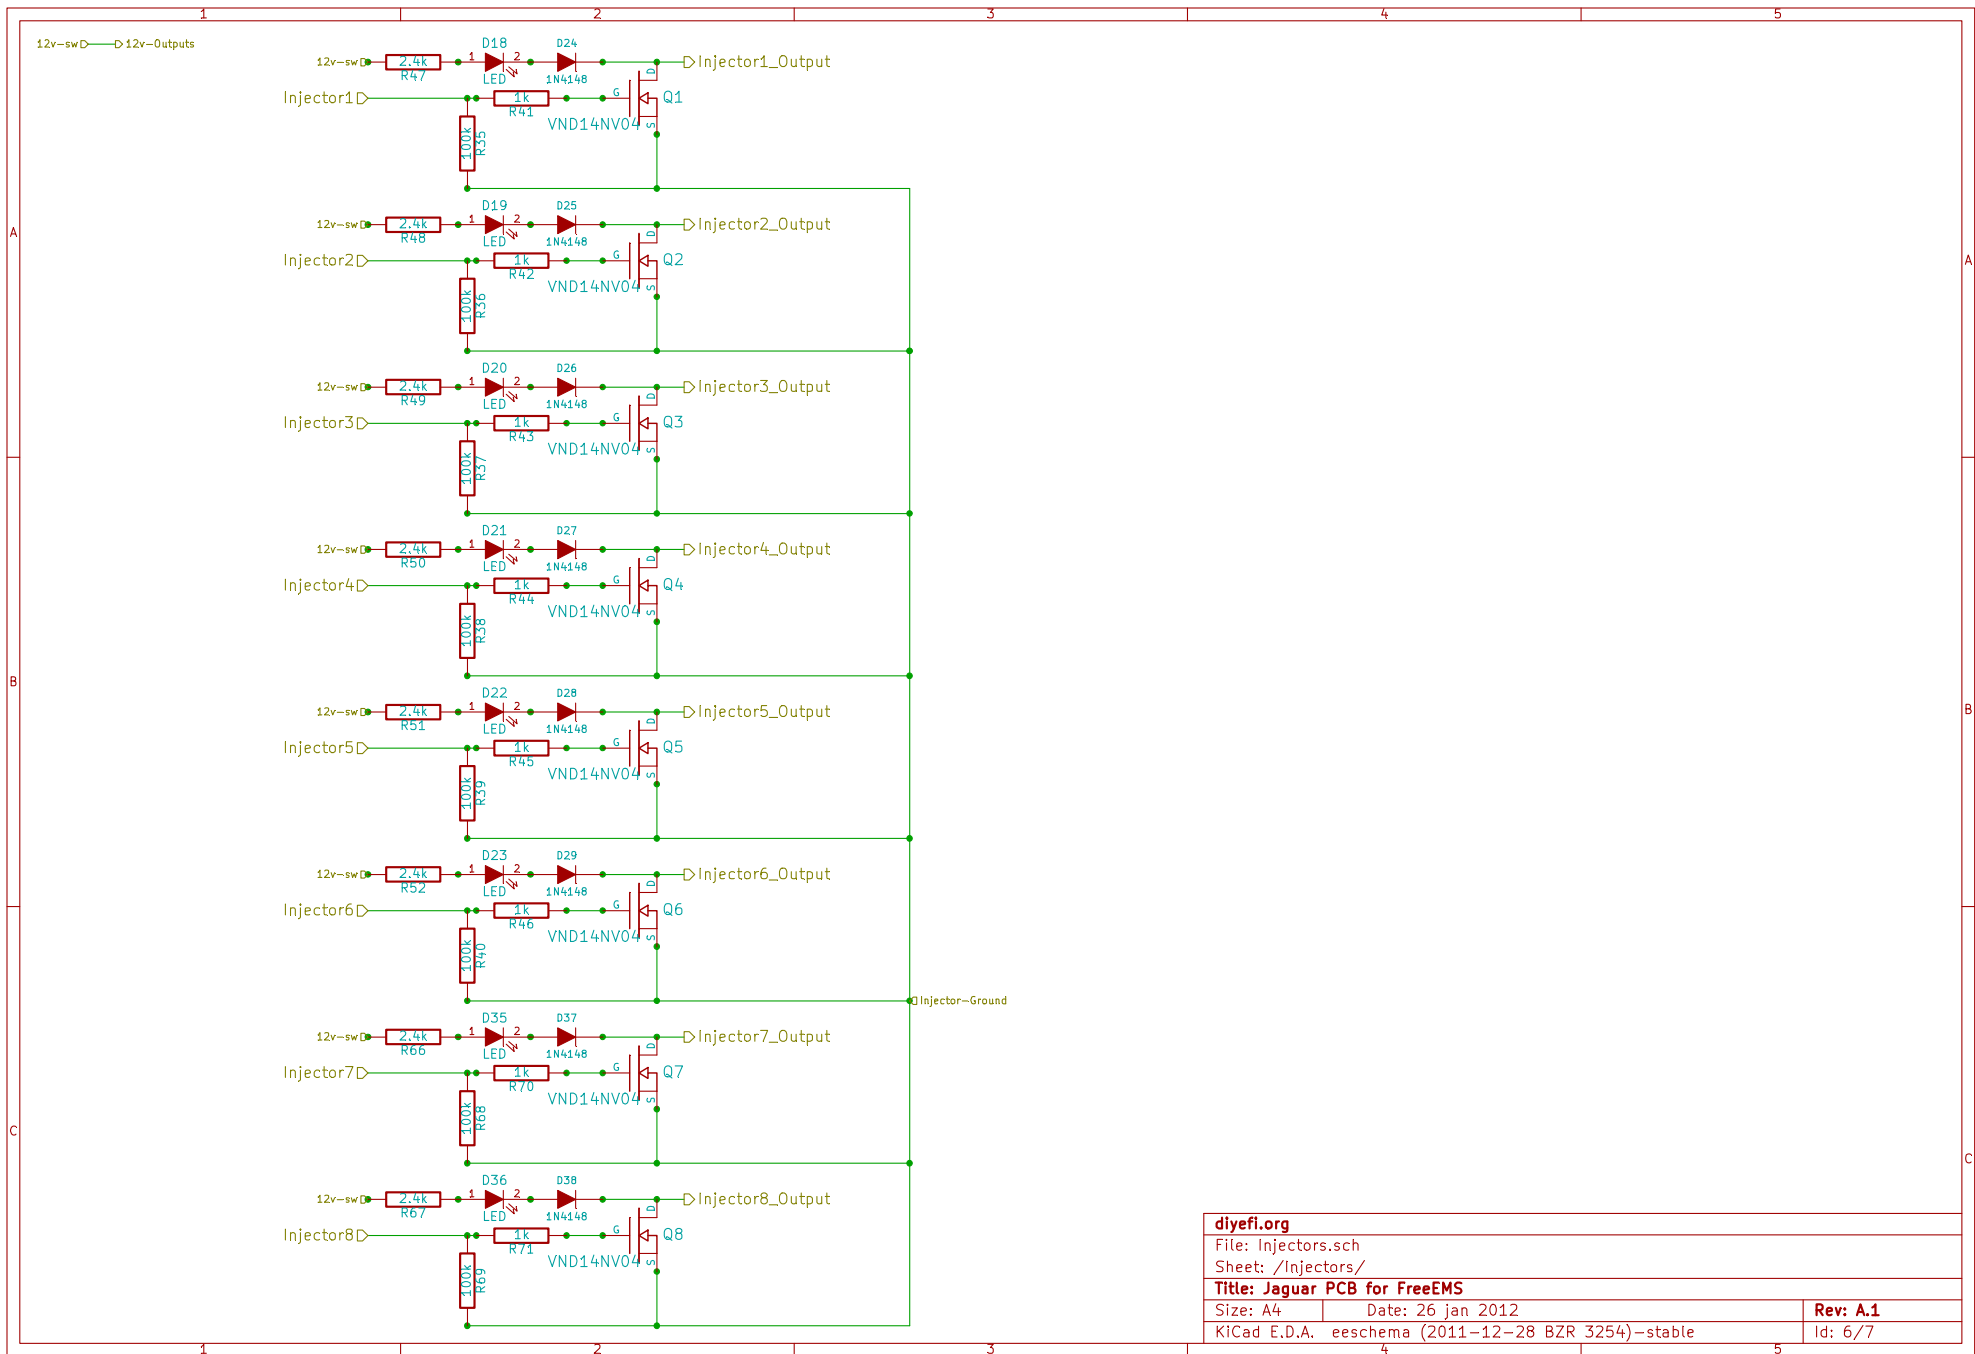 1 2 3 4 5
12v-sw 12v-Outputs
D18 D24
12v-sw 2.4k 1 2 Injector1_Output
R47 LED 1N4148 D
Injector1 1k G Q1
R41 VND14NV04 S
100k R35
D19 D25
12v-sw 2.4k 1 2 Injector2_Output
R48 LED 1N4148 D
A A
Injector2 1k G Q2
R42 VND14NV04 S
100k R36
D20 D26
12v-sw 2.4k 1 2 Injector3_Output
R49 LED 1N4148 D
Injector3 1k G Q3
R43 VND14NV04 S
100k R37
D21 D27
12v-sw 2.4k 1 2 Injector4_Output
R50 LED 1N4148 D
Injector4 1k G Q4
R44 VND14NV04 S
100k R38
B B
D22 D28
12v-sw 2.4k 1 2 Injector5_Output
R51 LED 1N4148 D
Injector5 1k G Q5
R45 VND14NV04 S
100k R39
D23 D29
12v-sw 2.4k 1 2 Injector6_Output
R52 LED 1N4148 D
Injector6 1k G Q6
R46 VND14NV04 S
100k R40
Injector-Ground
D35 D37
12v-sw 2.4k 1 2 Injector7_Output
R66 LED 1N4148 D
Injector7 1k G Q7
R70 VND14NV04 S
100k R68
C C
D36 D38
12v-sw 2.4k 1 2 Injector8_Output
R67 LED 1N4148 D
Injector8 1k G Q8
R71 VND14NV04 S
100k R69
diyefi.org
File: Injectors.sch
Sheet: /Injectors/
Title: Jaguar PCB for FreeEMS
Size: A4 Date: 26 jan 2012 Rev: A.1
KiCad E.D.A. eeschema (2011-12-28 BZR 3254)-stable Id: 6/7
1 2 3 4 5